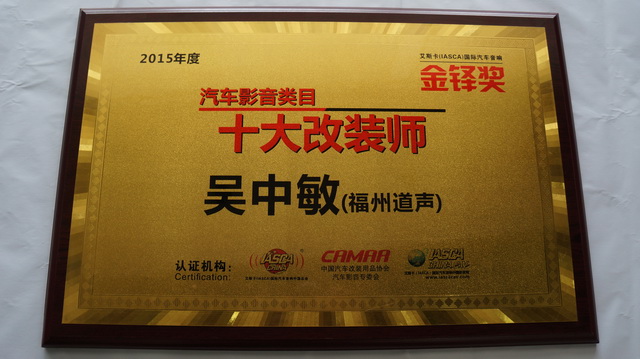 2015年度
艾斯卡(IASCA)国际汽车音响
金铎奖
汽车影音类目
十大改装师
吴中敏(福州道声)
认证机构:
Certification:
IASCA
CHINA
CAMAA
中国汽车改装用品协会
汽车影音专委会
IASCA